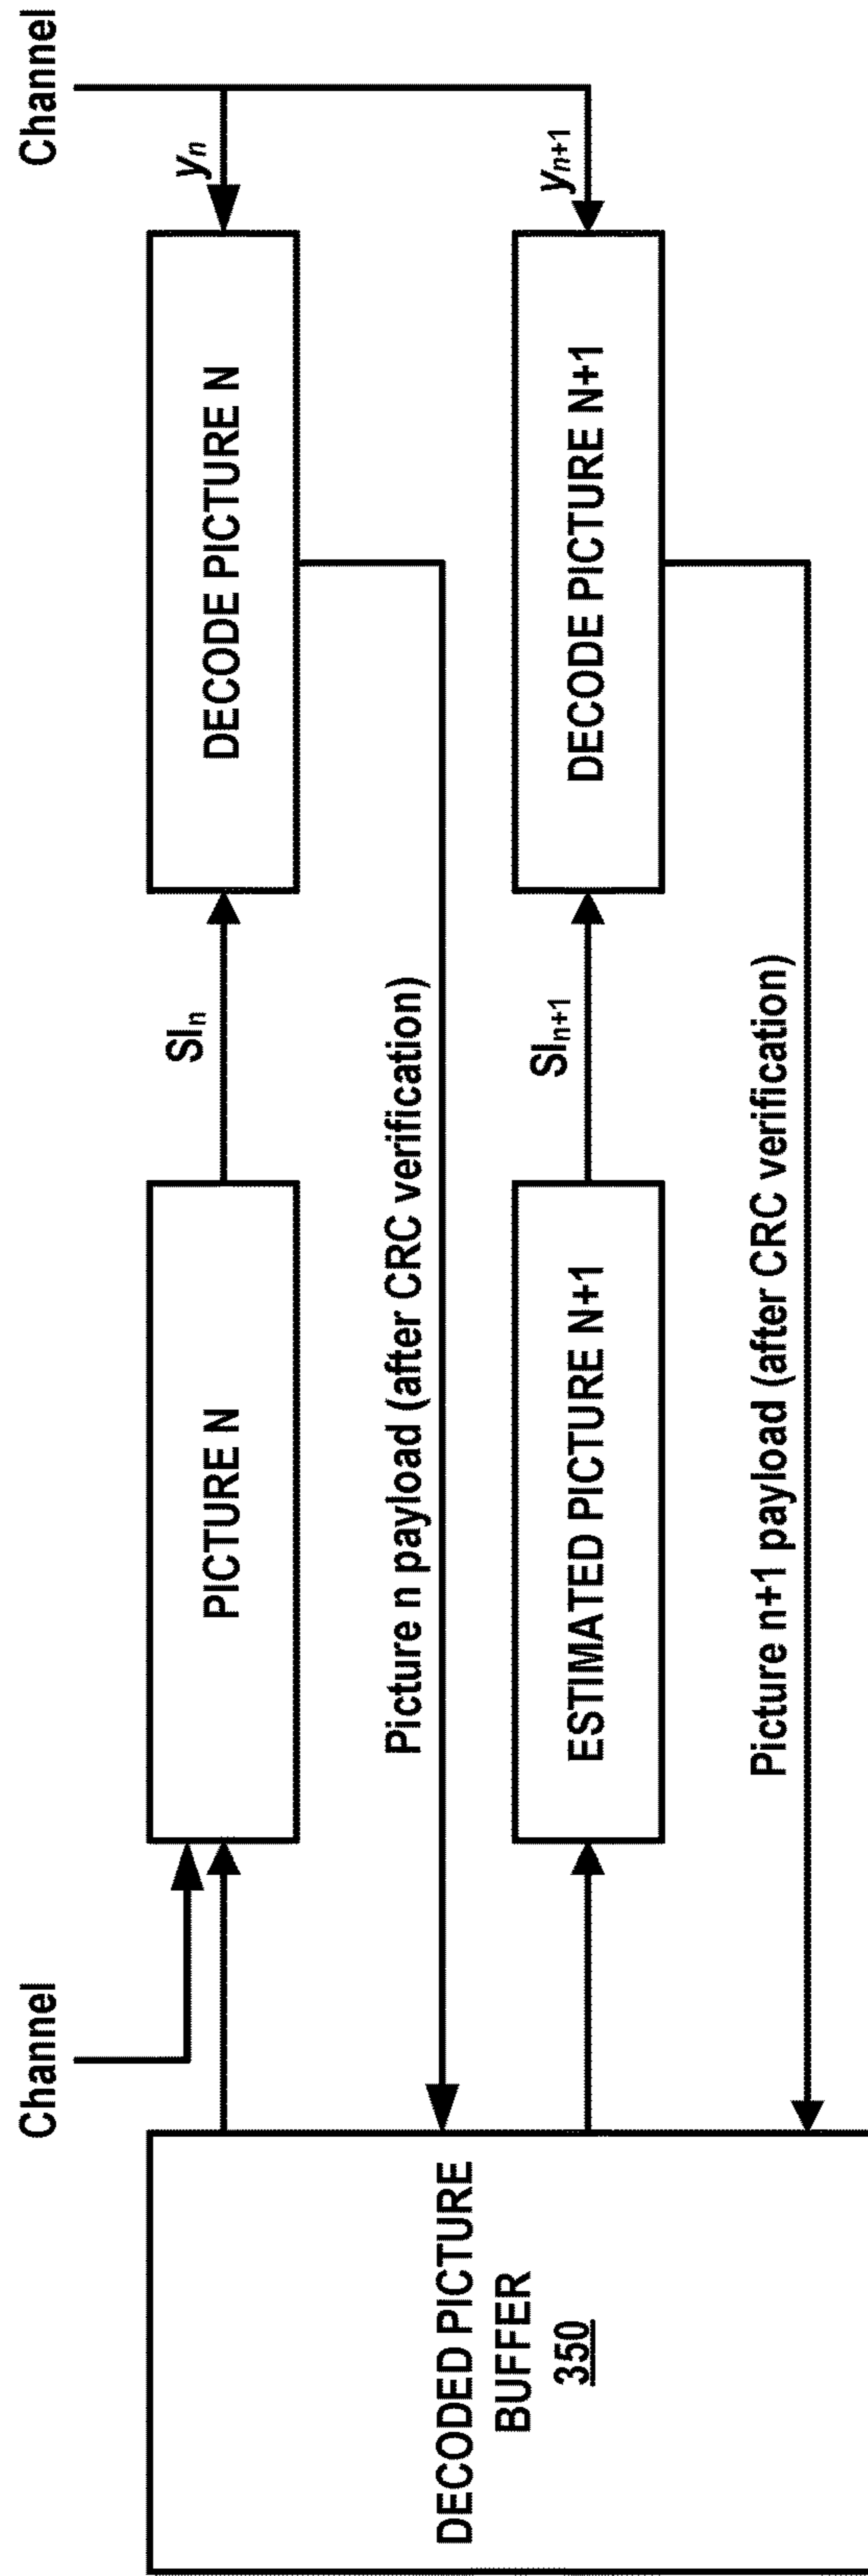 Channel
Channel
PICTURE N
SIn
DECODE PICTURE N
yn
Picture n payload (after CRC verification)
DECODED PICTURE
BUFFER
350
ESTIMATED PICTURE N+1
SIn+1
DECODE PICTURE N+1
yn+1
Picture n+1 payload (after CRC verification)